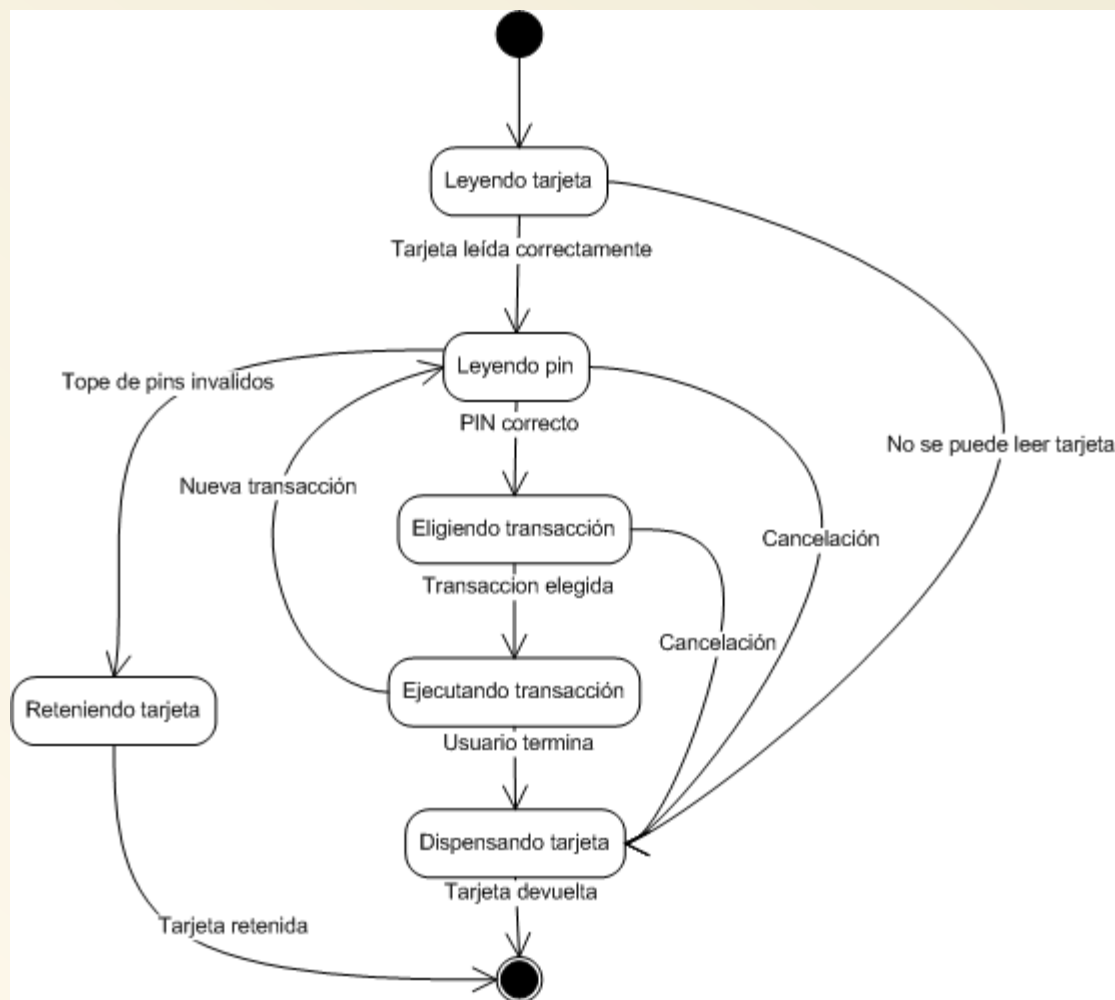 Leyendo tarjeta
Tarjeta leída correctamente
Leyendo pin
Tope de pins invalidos
PIN correcto
No se puede leer tarjeta
Nueva transacción
Eligiendo transacción
Cancelación
Transaccion elegida
Cancelación
Ejecutando transacción
Reteniendo tarjeta
Usuario termina
Dispensando tarjeta
Tarjeta devuelta
Tarjeta retenida